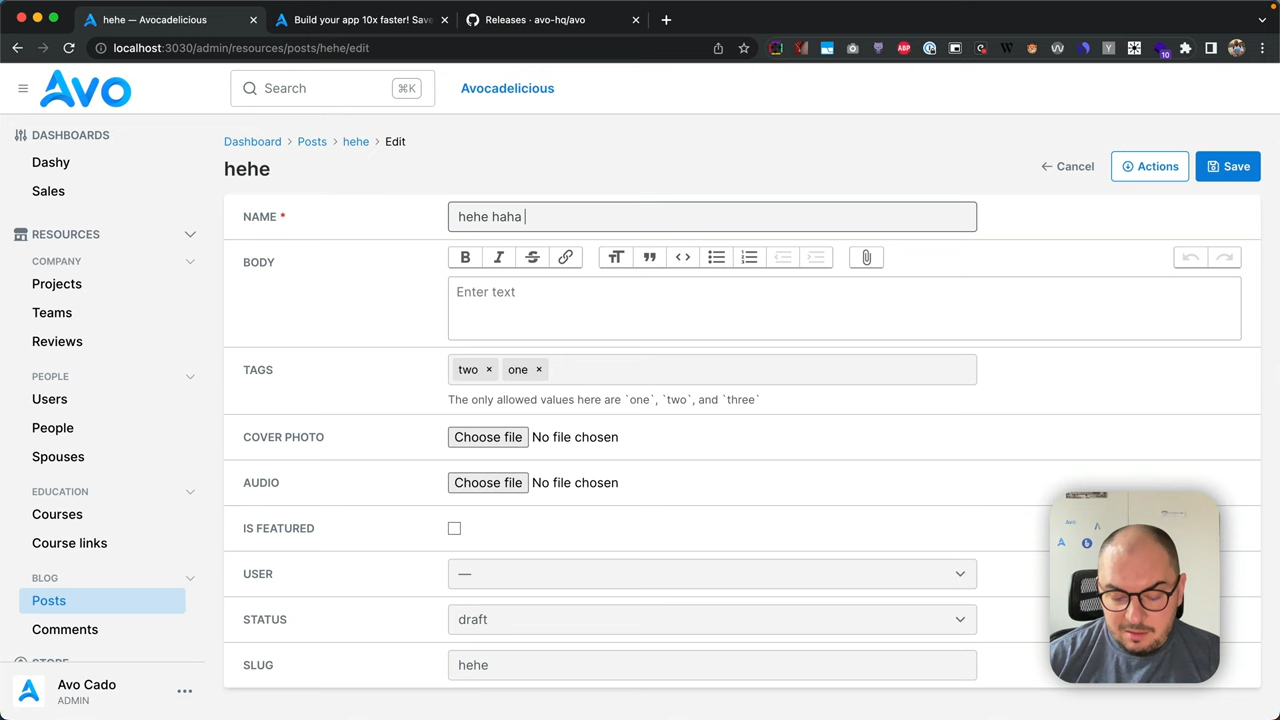 hehe — Avocadelicious
Build your app 10x faster! Save
Releases · avo-hq/avo
localhost:3030/admin/resources/posts/hehe/edit
ABP
W
Y
10
Avo
Search
⌘K
Avocadelicious
DASHBOARDS
Dashy
Sales
RESOURCES
COMPANY
Projects
Teams
Reviews
PEOPLE
Users
People
Spouses
EDUCATION
Courses
Course links
BLOG
Posts
Comments
STORE
Avo Cado
ADMIN
Dashboard > Posts > hehe > Edit
hehe
Cancel
Actions
Save
NAME *
hehe haha
BODY
Enter text
TAGS
two ×
one ×
The only allowed values here are `one`, `two`, and `three`
COVER PHOTO
Choose file No file chosen
AUDIO
Choose file No file chosen
IS FEATURED
USER
—
STATUS
draft
SLUG
hehe